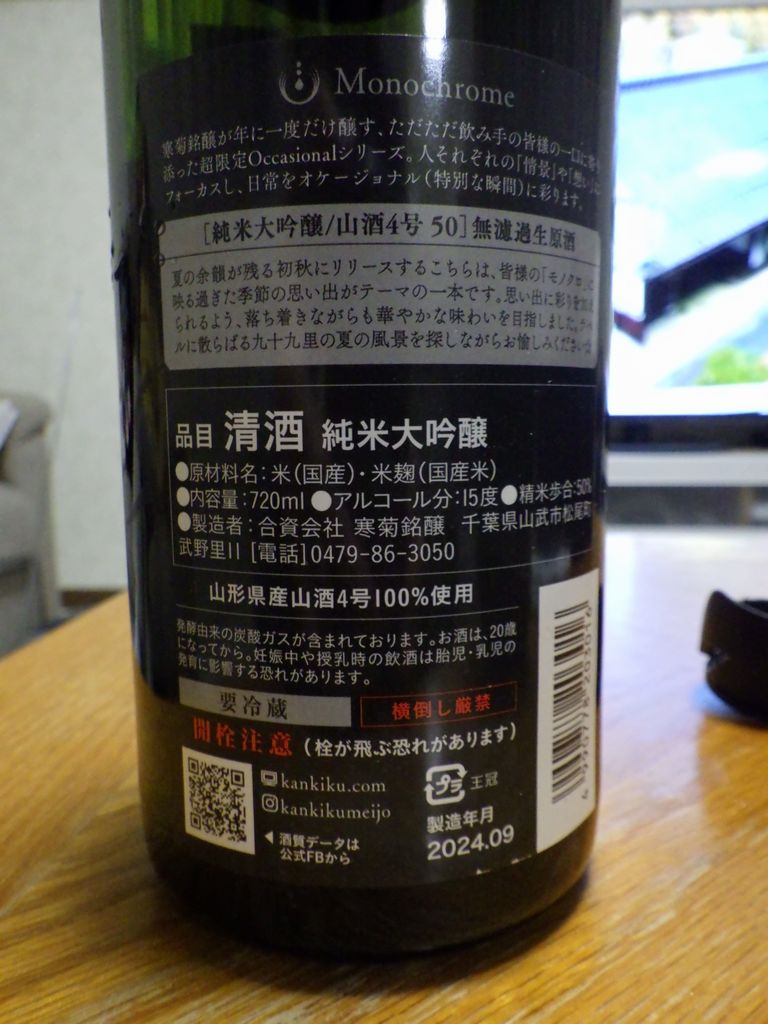 Monochrome
寒菊銘醸が年に一度だけ醸す、ただただ飲み手の皆様の一口に寄り
添った超限定Occasionalシリーズ。人それぞれの「情景」や「想い」に
フォーカスし、日常をオケージョナル(特別な瞬間)に彩ります。
[純米大吟醸/山酒4号 50]無濾過生原酒
夏の余韻が残る初秋にリリースするこちらは、皆様の「モノクロ」に
映る過ぎた季節の思い出がテーマの一本です。思い出に彩りを
られるよう、落ち着きながらも華やかな味わいを目指しました。ラベ
ルに散らばる九十九里の夏の風景を探しながらお愉しみください
品目 清酒 純米大吟醸
●原材料名:米(国産)・米麹(国産米)
●内容量:720ml ●アルコール分:15度 ●精米歩合:50%
●製造者:合資会社 寒菊銘醸 千葉県山武市松尾町
武野里11 [電話]0479-86-3050
山形県産山酒4号100%使用
発酵由来の炭酸ガスが含まれております。お酒は、20歳
になってから。妊娠中や授乳時の飲酒は胎児・乳児の
発育に影響する恐れがあります。
要冷蔵
横倒し厳禁
開栓注意(栓が飛ぶ恐れがあります)
kankiku.com
kankikumeijo
◀酒質データは
公式FBから
プラ 王冠
製造年月
2024.09